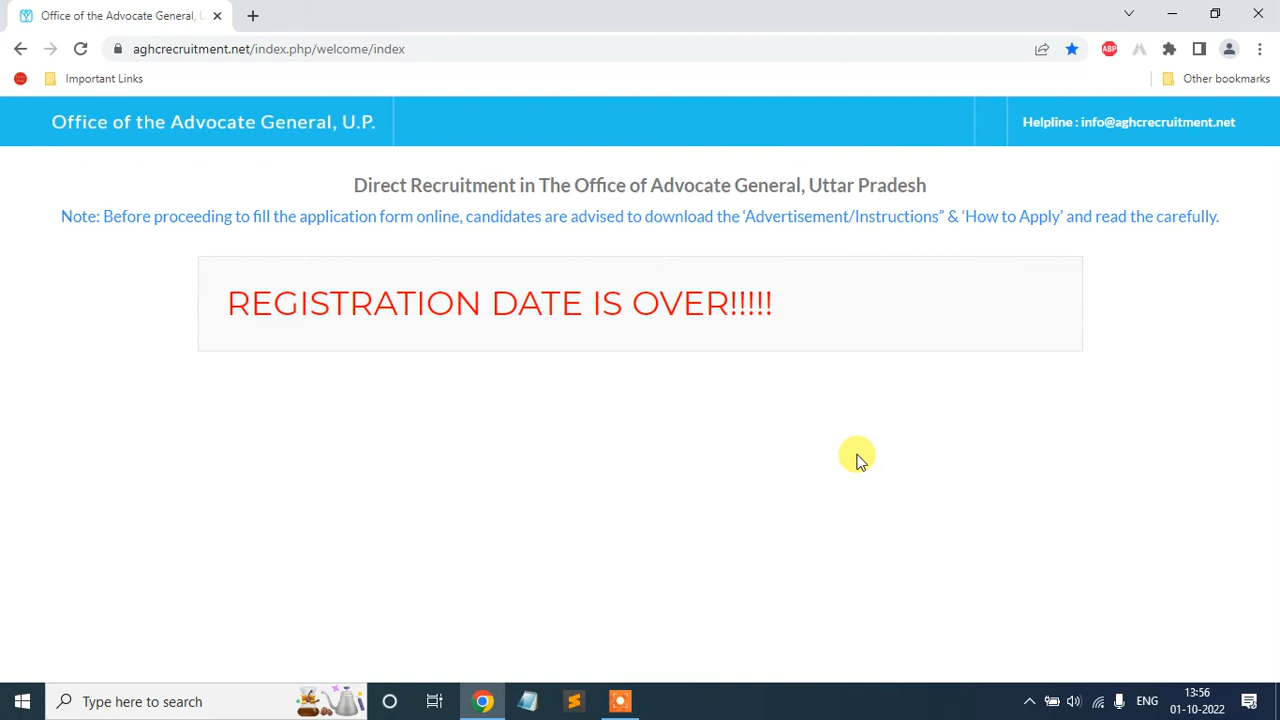 Office of the Advocate General, U
aghcrecruitment.net/index.php/welcome/index
ABP
Important Links
Other bookmarks
Office of the Advocate General, U.P.
Helpline : info@aghcrecruitment.net
Direct Recruitment in The Office of Advocate General, Uttar Pradesh
Note: Before proceeding to fill the application form online, candidates are advised to download the ‘Advertisement/Instructions” & ‘How to Apply’ and read the carefully.
REGISTRATION DATE IS OVER!!!!!
Type here to search
ENG
13:56
01-10-2022